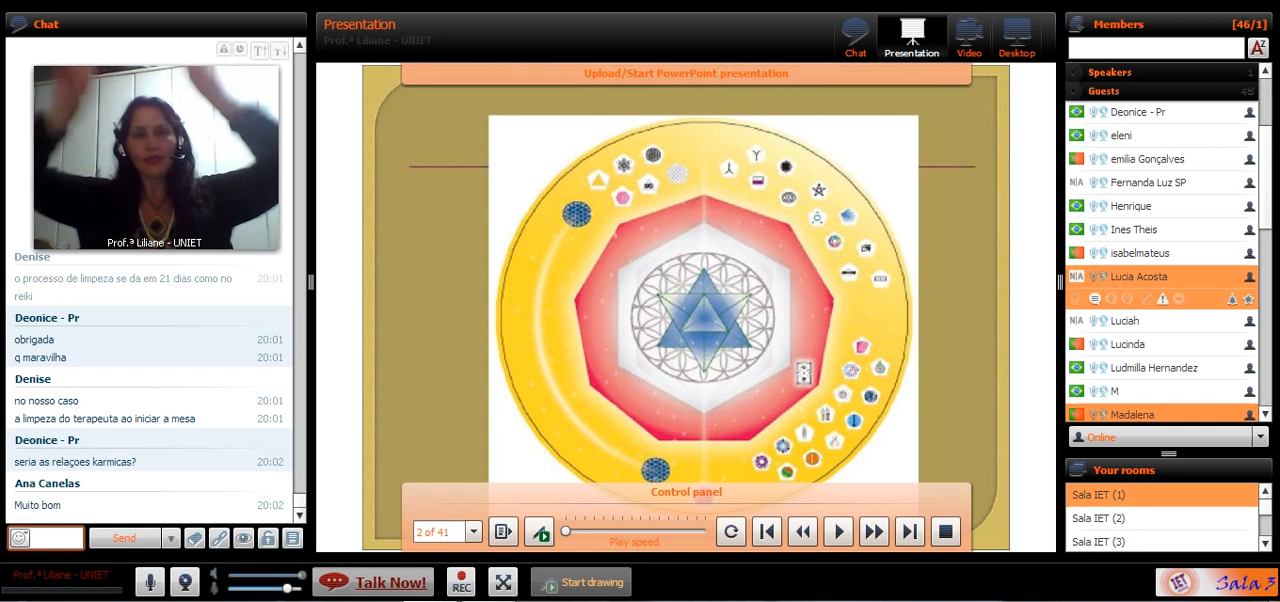 Chat
Prof.ª Liliane - UNIET
Denise
o processo de limpeza se da em 21 dias como no
20:01
reiki
Deonice - Pr
obrigada
20:01
q maravilha
20:01
Denise
no nosso caso
20:01
a limpeza do terapeuta ao iniciar a mesa
20:01
Deonice - Pr
seria as relaçoes karmicas?
20:02
Ana Canelas
Muito bom
20:02
Send
Presentation
Prof.ª Liliane - UNIET
Chat
Presentation
Video
Desktop
Upload/Start PowerPoint presentation
Control panel
2 of 41
Play speed
Members
[46/1]
Speakers
1
Guests
45
Deonice - Pr
eleni
emilia Gonçalves
N|A Fernanda Luz SP
Henrique
Ines Theis
isabelmateus
N|A Lucia Acosta
N|A Luciah
Lucinda
Ludmilla Hernandez
M
Madalena
Online
Your rooms
Sala IET (1)
Sala IET (2)
Sala IET (3)
Prof.ª Liliane - UNIET
Talk Now!
REC
Start drawing
IET
Sala 3